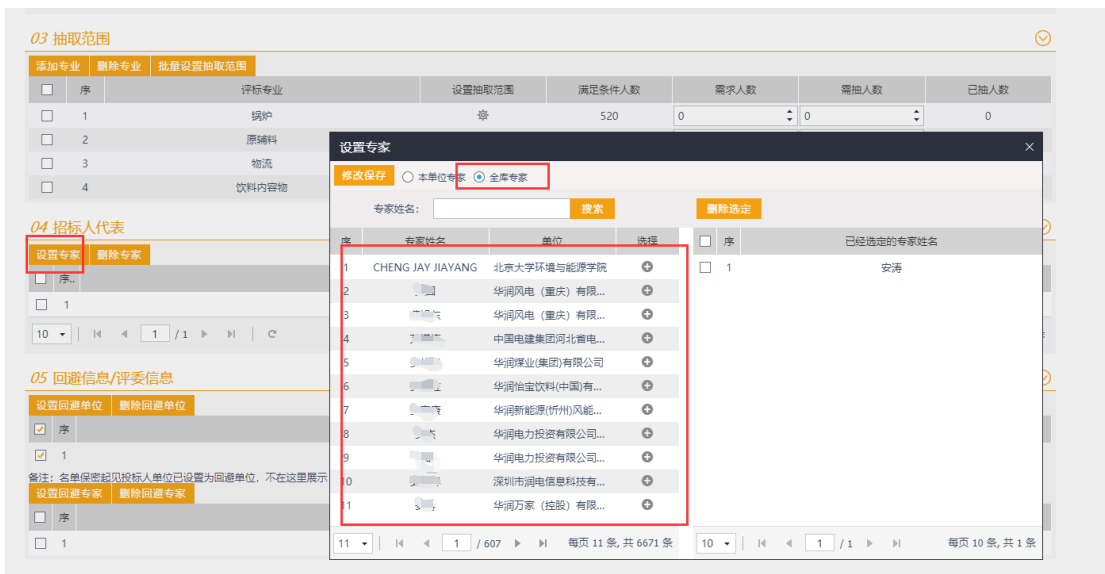 03 抽取范围
添加专业 删除专业 批量设置抽取范围
序 评标专业 设置抽取范围 满足条件人数 需求人数 需抽人数 已抽人数
1 锅炉 520 0 0 0
2 原辅料
3 物流
4 饮料内容物
设置专家
修改保存 本单位专家 全库专家
专家姓名: 搜索 删除选定
序 专家姓名 单位 选择 序 已经选定的专家姓名
1 CHENG JAY JIAYANG 北京大学环境与能源学院 1 安涛
2 华润风电（重庆）有限...
3 华润风电（重庆）有限...
4 中国电建集团河北省电...
5 华润煤业(集团)有限公司
6 华润怡宝饮料(中国)有...
7 华润新能源(忻州)风能...
8 华润电力投资有限公司...
9 华润电力投资有限公司...
10 深圳市润电信息科技有...
11 华润万家（控股）有限...
11 1 / 607 每页 11 条, 共 6671 条 10 1 / 1 每页 10 条, 共 1 条
04 招标人代表
设置专家 删除专家
序..
1
10 1 / 1
05 回避信息/评委信息
设置回避单位 删除回避单位
序
1
备注：名单保密起见投标人单位已设置为回避单位，不在这里展示
设置回避专家 删除回避专家
序
1